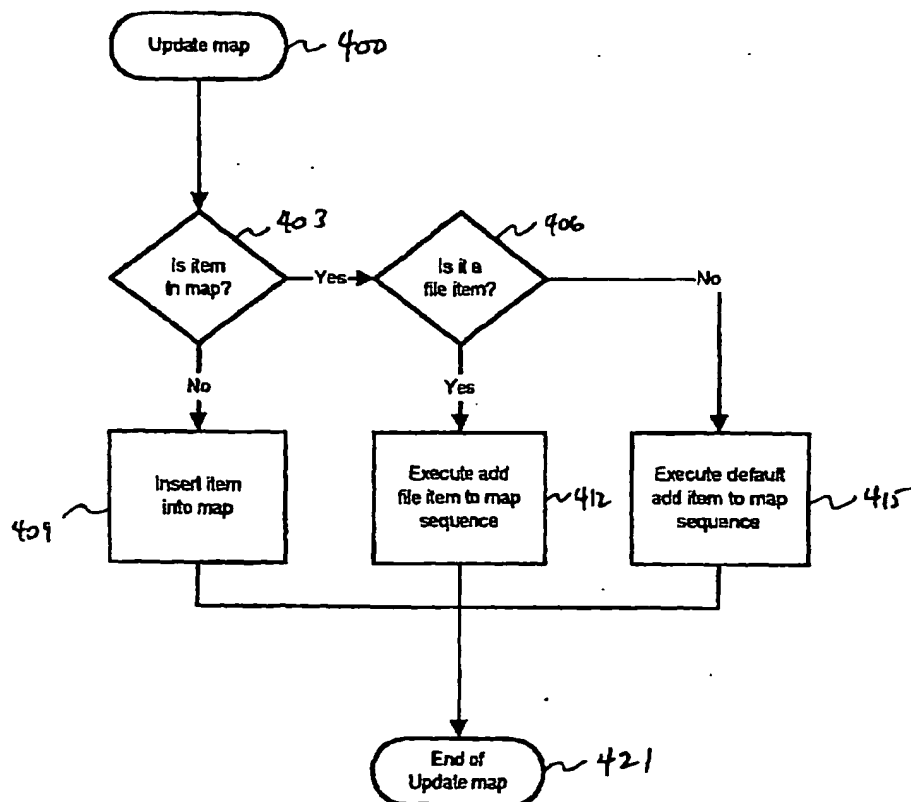 Update map
400
403
406
Is item
in map?
Yes
Is it a
file item?
No
No
Yes
Insert item
into map
409
Execute add
file item to map
sequence
412
Execute default
add item to map
sequence
415
End of
Update map
421